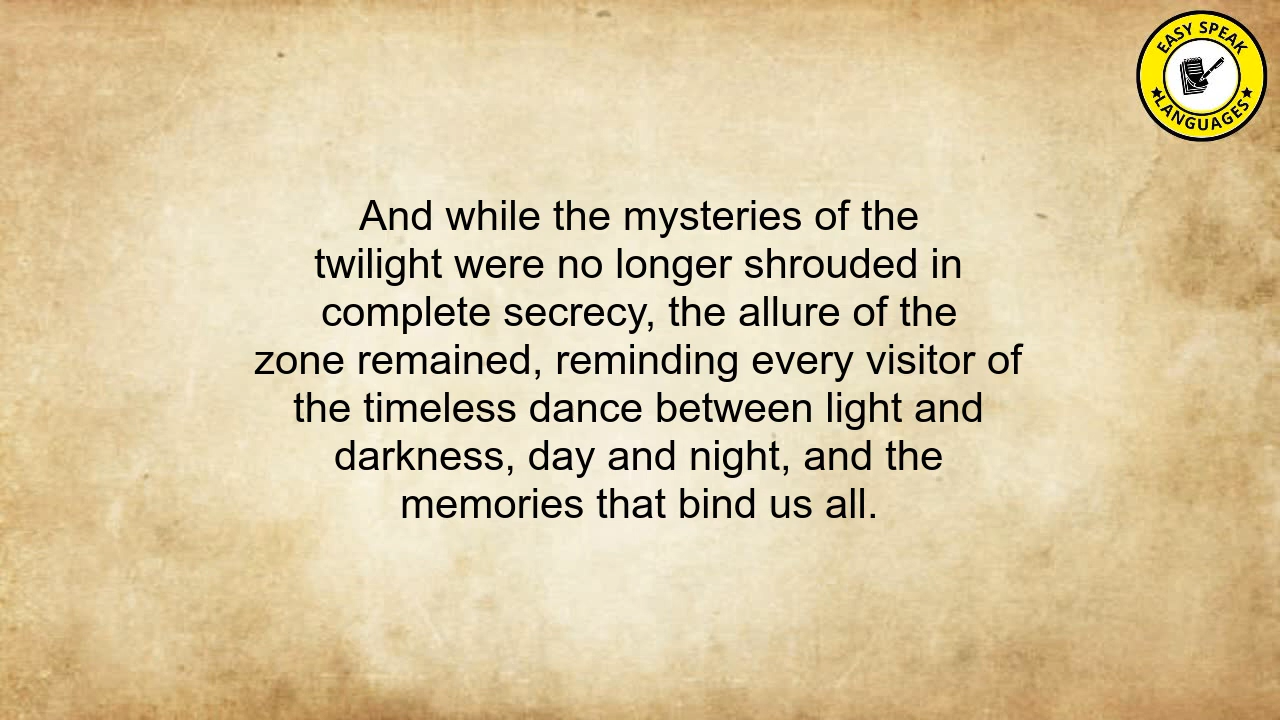 EASY SPEAK
LANGUAGES
And while the mysteries of the
twilight were no longer shrouded in
complete secrecy, the allure of the
zone remained, reminding every visitor of
the timeless dance between light and
darkness, day and night, and the
memories that bind us all.